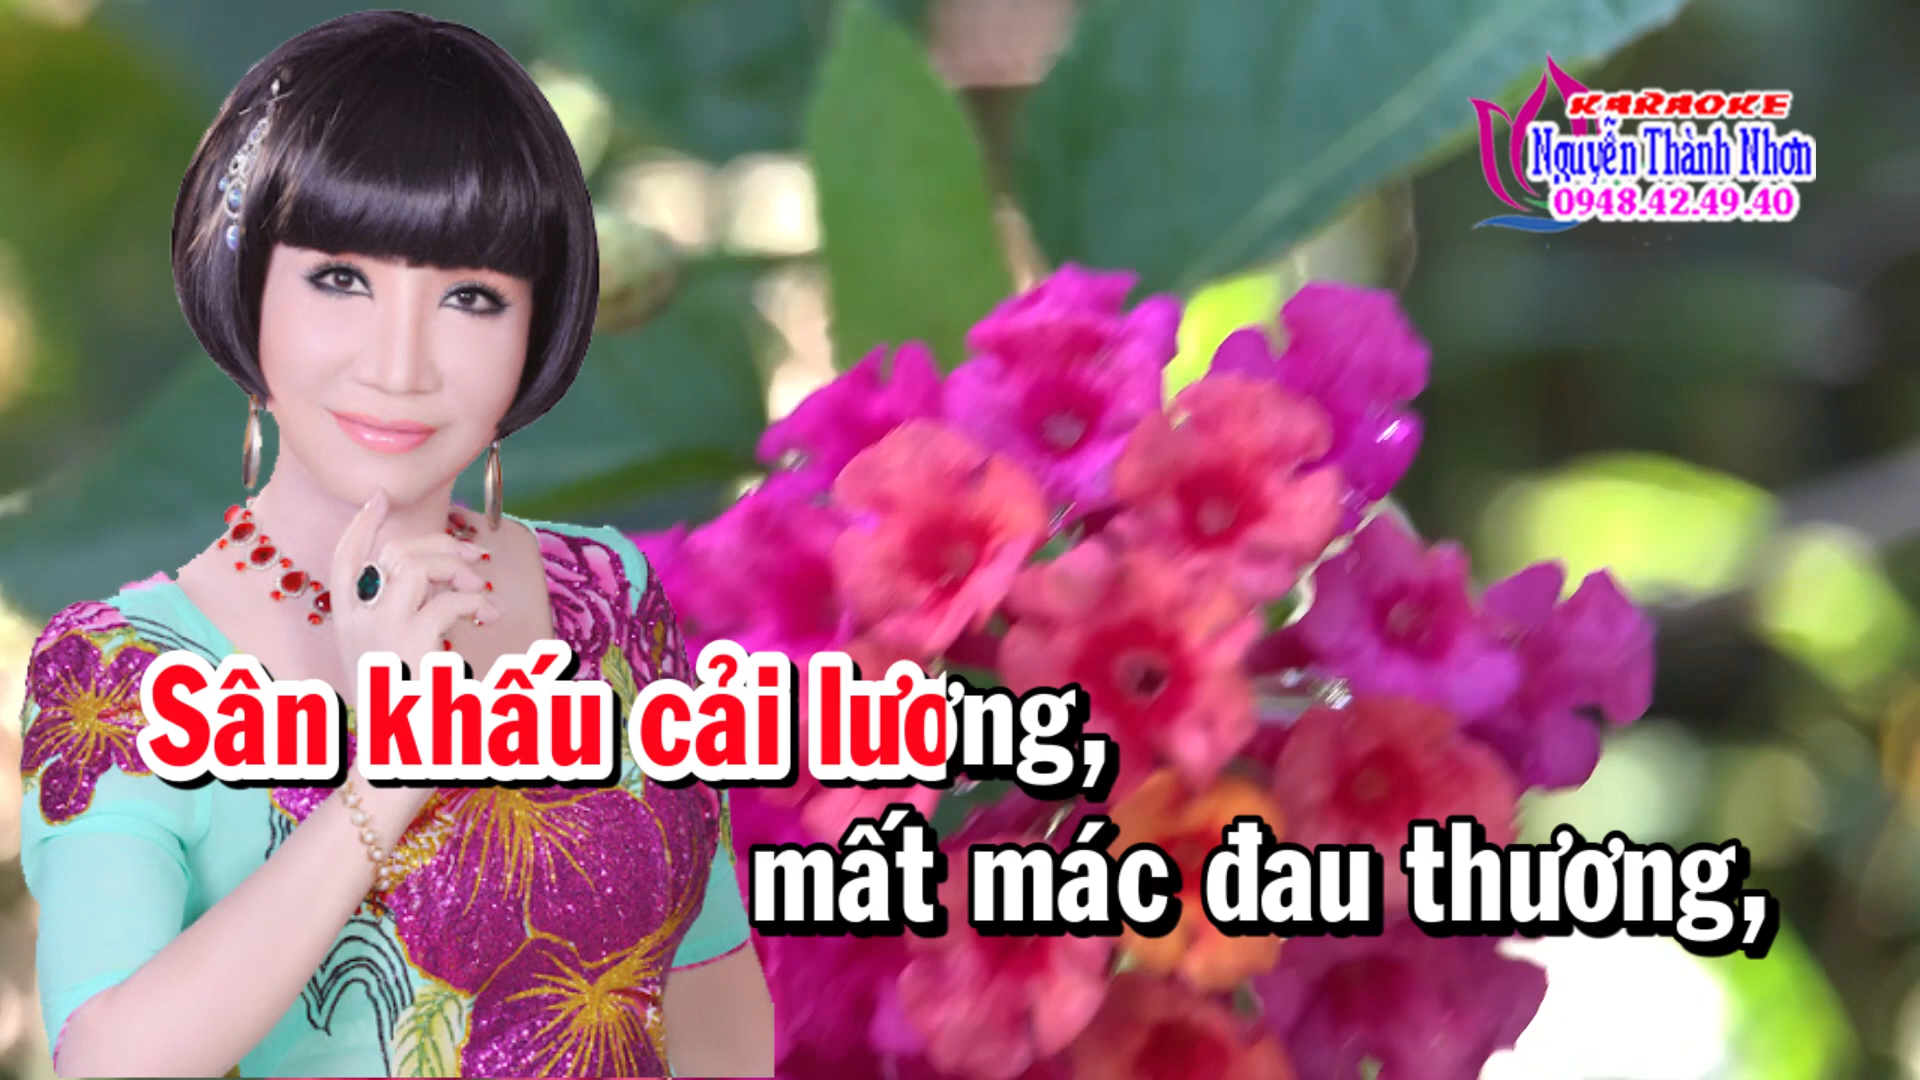 KARAOKE
Nguyễn Thành Nhơn
0948.42.49.40
Sân khấu cải lương,
mất mác đau thương,